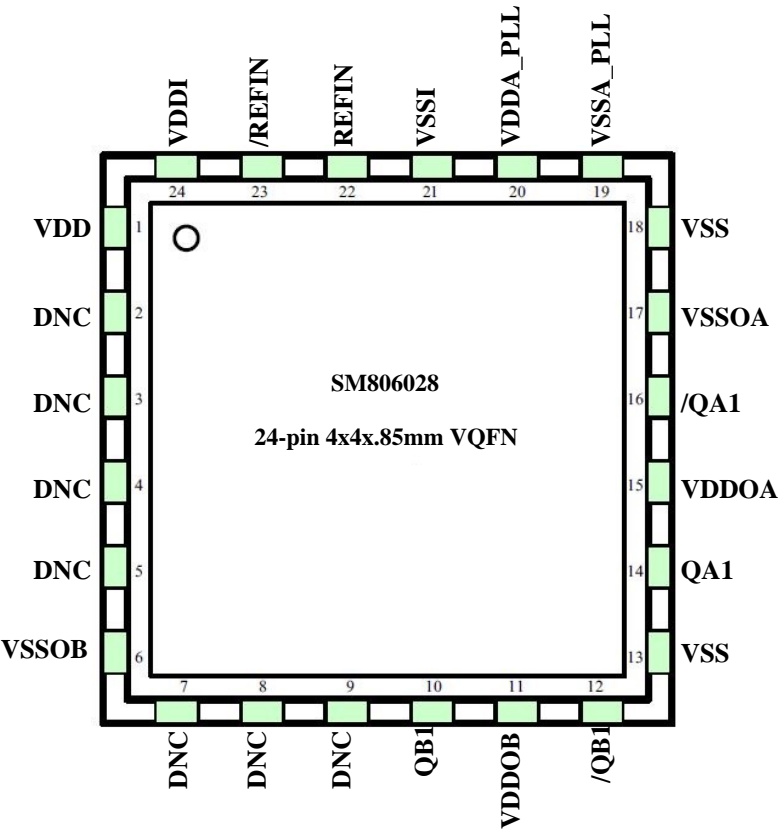 VDDI
/REFIN
REFIN
VSSI
VDDA_PLL
VSSA_PLL
24
23
22
21
20
19
VDD
1
18
VSS
DNC
2
17
VSSOA
DNC
3
16
/QA1
DNC
4
15
VDDOA
DNC
5
14
QA1
VSSOB
6
13
VSS
SM806028
24-pin 4x4x.85mm VQFN
7
8
9
10
11
12
DNC
DNC
DNC
QB1
VDDOB
/QB1